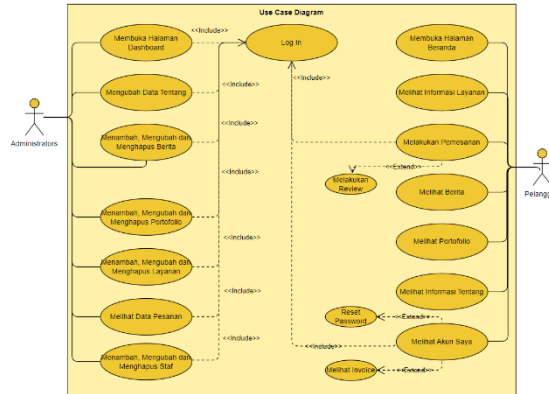 Use Case Diagram
Membuka Halaman
Dashboard
<<Include>>
Log In
Membuka Halaman
Beranda
<<Include>>
<<Include>>
Mengubah Data Tentang
<<Include>>
Melihat Informasi Layanan
Administrators
Menambah, Mengubah dan
Menghapus Berita
<<Include>>
Melakukan Pemesanan
<<Extend>>
Melakukan
Review
<<Include>>
Melihat Berita
Menambah, Mengubah dan
Menghapus Portofolio
<<Include>>
Melihat Portofolio
Menambah, Mengubah dan
Menghapus Layanan
<<Include>>
Melihat Informasi Tentang
Melihat Data Pesanan
Reset
Password
<<Extend>>
<<Include>>
<<Include>>
Melihat Akun Saya
Menambah, Mengubah dan
Menghapus Staf
Melihat Invoice
<<Extend>>
Pelangg